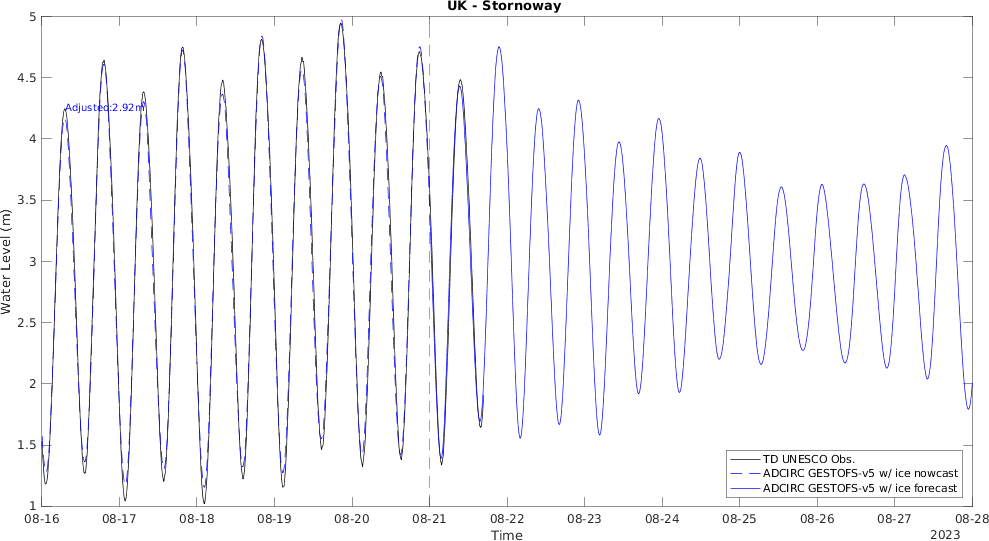 UK - Stornoway
5
4.5
4
3.5
3
2.5
2
1.5
1
Water Level (m)
Adjusted:2.92m
TD UNESCO Obs.
ADCIRC GESTOFS-v5 w/ ice nowcast
ADCIRC GESTOFS-v5 w/ ice forecast
08-16 08-17 08-18 08-19 08-20 08-21 08-22 08-23 08-24 08-25 08-26 08-27 08-28
Time
2023